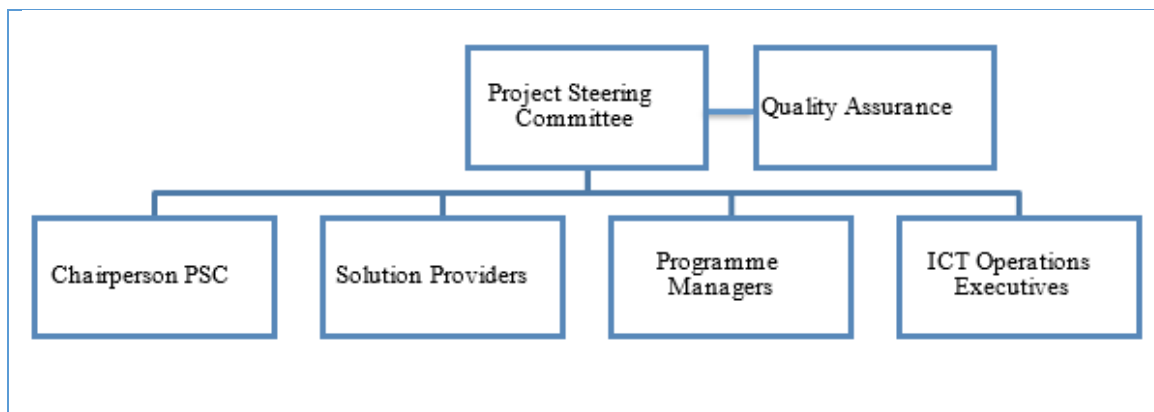 Project Steering
Committee
Quality Assurance
Chairperson PSC
Solution Providers
Programme
Managers
ICT Operations
Executives